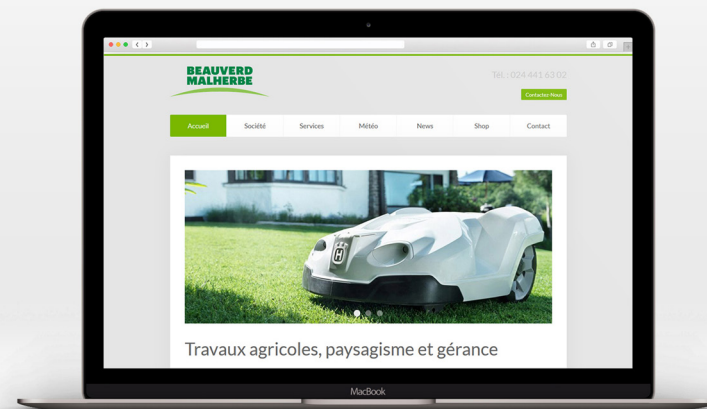 BEAUVERD
MALHERBE
Tél. : 024 441 63 02
Contactez-Nous
Accueil Société Services Météo News Shop Contact
H
Travaux agricoles, paysagisme et gérance
MacBook